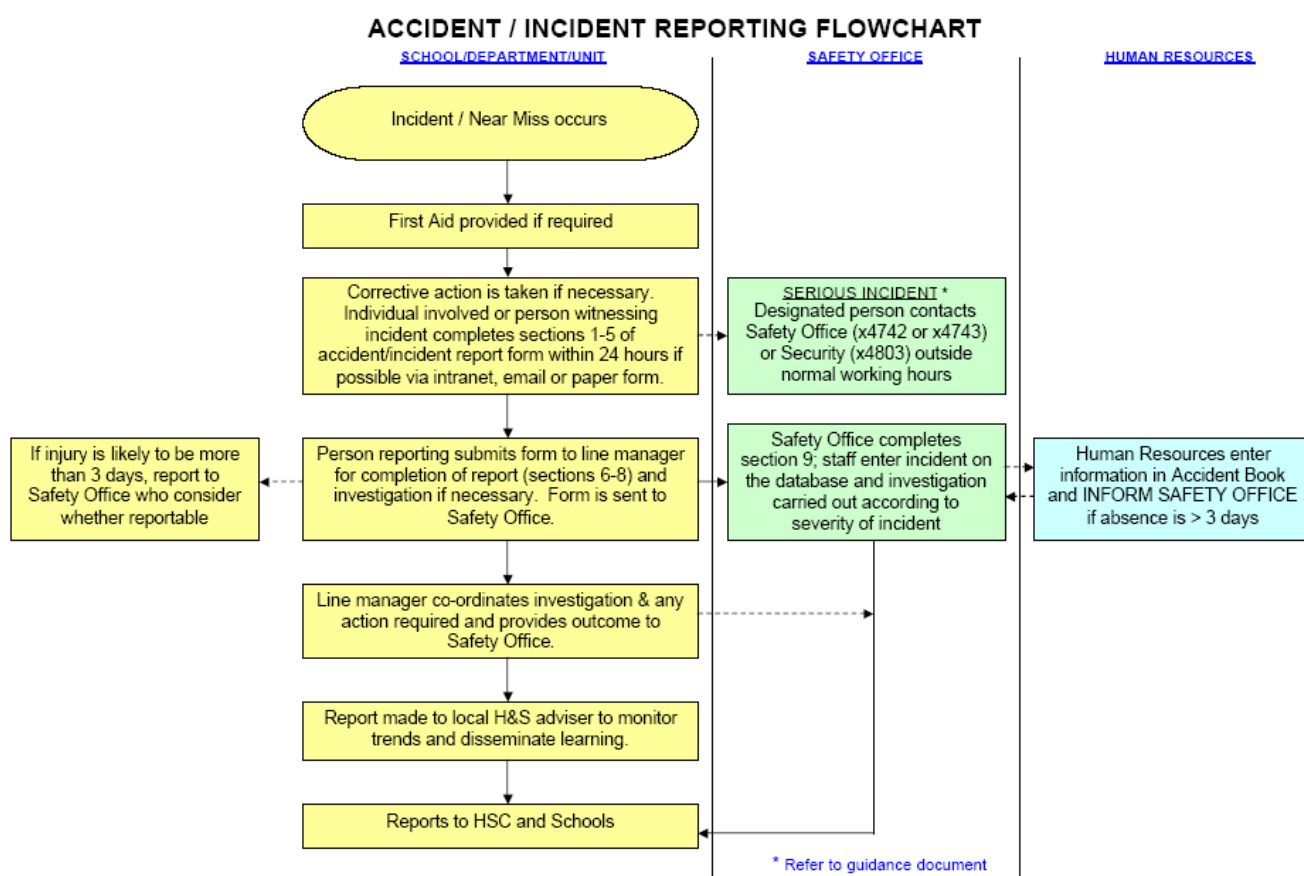 ACCIDENT / INCIDENT REPORTING FLOWCHART
SCHOOL/DEPARTMENT/UNIT
SAFETY OFFICE
HUMAN RESOURCES
Incident / Near Miss occurs
First Aid provided if required
Corrective action is taken if necessary.
Individual involved or person witnessing
incident completes sections 1-5 of
accident/incident report form within 24 hours if
possible via intranet, email or paper form.
SERIOUS INCIDENT *
Designated person contacts
Safety Office (x4742 or x4743)
or Security (x4803) outside
normal working hours
If injury is likely to be more
than 3 days, report to
Safety Office who consider
whether reportable
Person reporting submits form to line manager
for completion of report (sections 6-8) and
investigation if necessary. Form is sent to
Safety Office.
Safety Office completes
section 9; staff enter incident on
the database and investigation
carried out according to
severity of incident
Human Resources enter
information in Accident Book
and INFORM SAFETY OFFICE
if absence is > 3 days
Line manager co-ordinates investigation & any
action required and provides outcome to
Safety Office.
Report made to local H&S adviser to monitor
trends and disseminate learning.
Reports to HSC and Schools
* Refer to guidance document